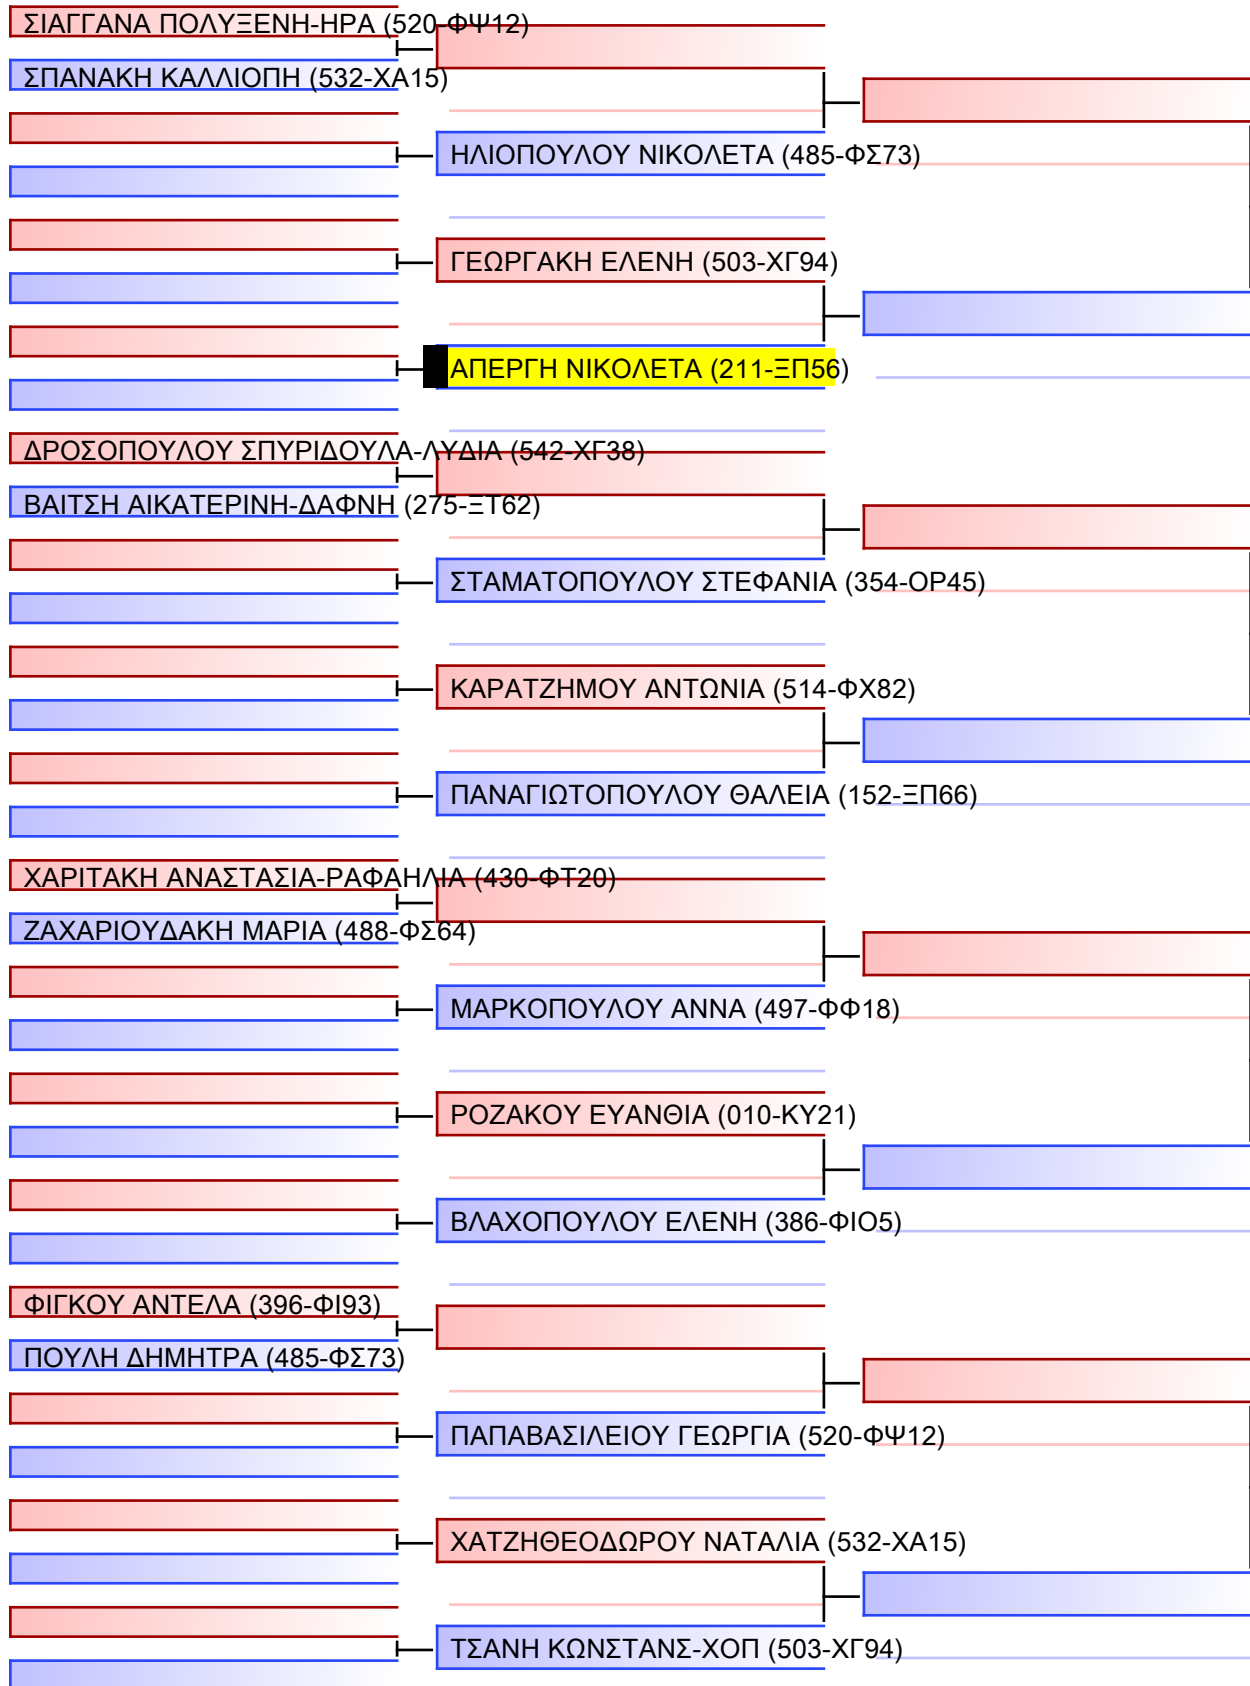 ΣΙΑΓΓΑΝΑ ΠΟΛΥΞΕΝΗ-ΗΡΑ (520-ΦΨ12)
ΣΠΑΝΑΚΗ ΚΑΛΛΙΟΠΗ (532-ΧΑ15)
ΗΛΙΟΠΟΥΛΟΥ ΝΙΚΟΛΕΤΑ (485-ΦΣ73)
ΓΕΩΡΓΑΚΗ ΕΛΕΝΗ (503-ΧΓ94)
ΑΠΕΡΓΗ ΝΙΚΟΛΕΤΑ (211-ΞΠ56)
ΔΡΟΣΟΠΟΥΛΟΥ ΣΠΥΡΙΔΟΥΛΑ-ΛΥΔΙΑ (542-ΧΓ38)
ΒΑΙΤΣΗ ΑΙΚΑΤΕΡΙΝΗ-ΔΑΦΝΗ (275-ΞΤ62)
ΣΤΑΜΑΤΟΠΟΥΛΟΥ ΣΤΕΦΑΝΙΑ (354-ΟΡ45)
ΚΑΡΑΤΖΗΜΟΥ ΑΝΤΩΝΙΑ (514-ΦΧ82)
ΠΑΝΑΓΙΩΤΟΠΟΥΛΟΥ ΘΑΛΕΙΑ (152-ΞΠ66)
ΧΑΡΙΤΑΚΗ ΑΝΑΣΤΑΣΙΑ-ΡΑΦΑΗΛΙΑ (430-ΦΤ20)
ΖΑΧΑΡΙΟΥΔΑΚΗ ΜΑΡΙΑ (488-ΦΣ64)
ΜΑΡΚΟΠΟΥΛΟΥ ΑΝΝΑ (497-ΦΦ18)
ΡΟΖΑΚΟΥ ΕΥΑΝΘΙΑ (010-ΚΥ21)
ΒΛΑΧΟΠΟΥΛΟΥ ΕΛΕΝΗ (386-ΦΙΟ5)
ΦΙΓΚΟΥ ΑΝΤΕΛΑ (396-ΦΙ93)
ΠΟΥΛΗ ΔΗΜΗΤΡΑ (485-ΦΣ73)
ΠΑΠΑΒΑΣΙΛΕΙΟΥ ΓΕΩΡΓΙΑ (520-ΦΨ12)
ΧΑΤΖΗΘΕΟΔΩΡΟΥ ΝΑΤΑΛΙΑ (532-ΧΑ15)
ΤΣΑΝΗ ΚΩΝΣΤΑΝΣ-ΧΟΠ (503-ΧΓ94)